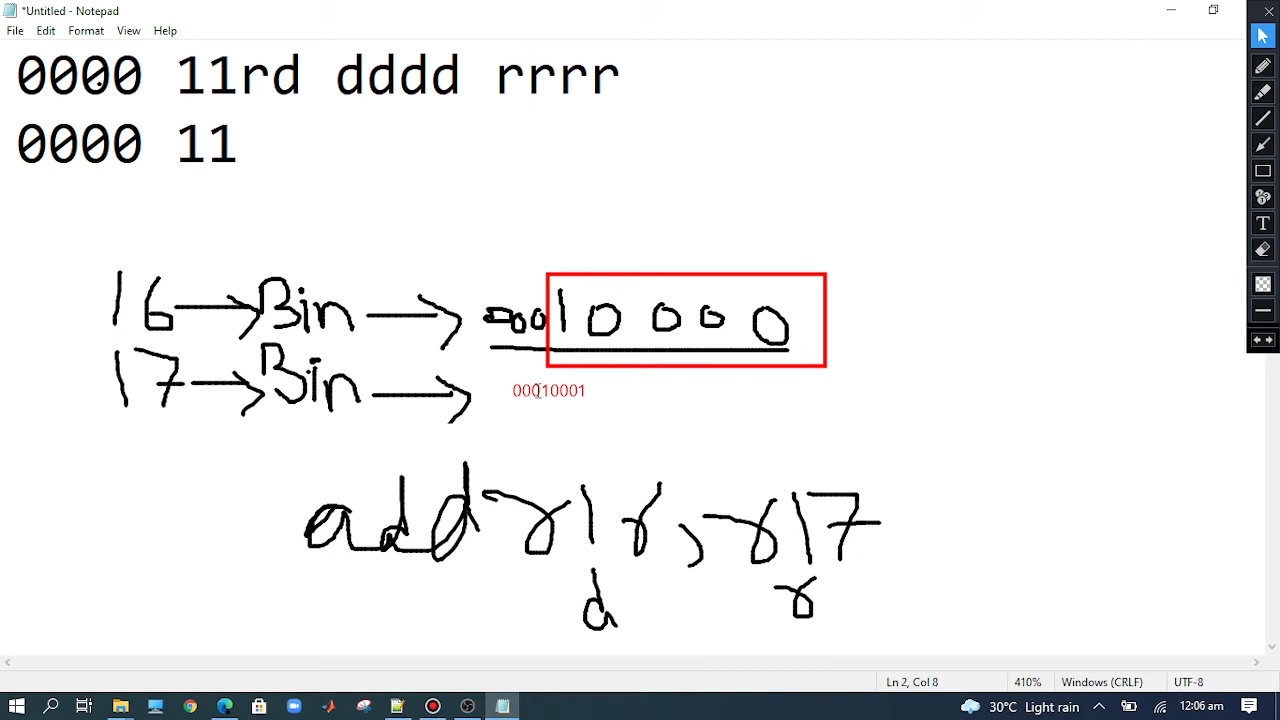 *Untitled - Notepad
File Edit Format View Help
0000 11rd dddd rrrr
0000 11
16 → Bin → 00010000
17 → Bin →
00010001
add r16, r17
d r
Ln 2, Col 8 410% Windows (CRLF) UTF-8
30°C Light rain 12:06 am